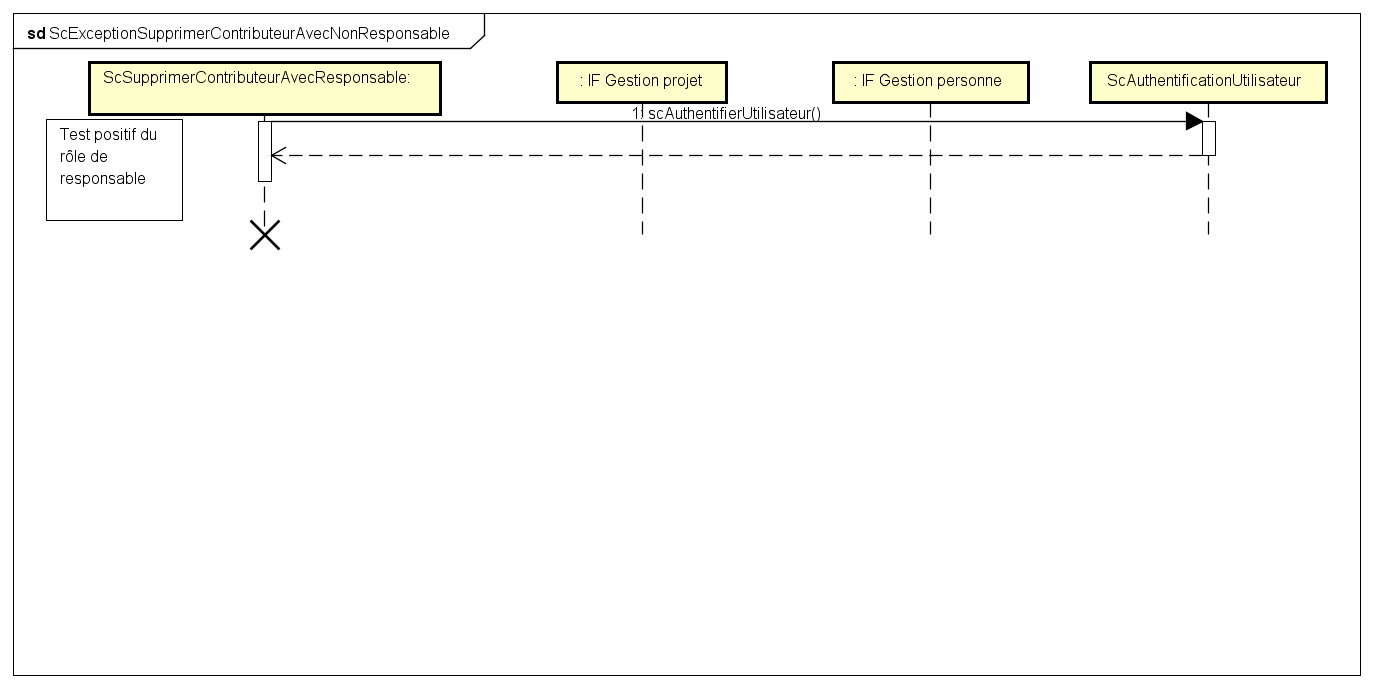 sd ScExceptionSupprimerContributeurAvecNonResponsable
ScSupprimerContributeurAvecResponsable:
: IF Gestion projet
: IF Gestion personne
ScAuthentificationUtilisateur
1: scAuthentifierUtilisateur()
Test positif du
rôle de
responsable